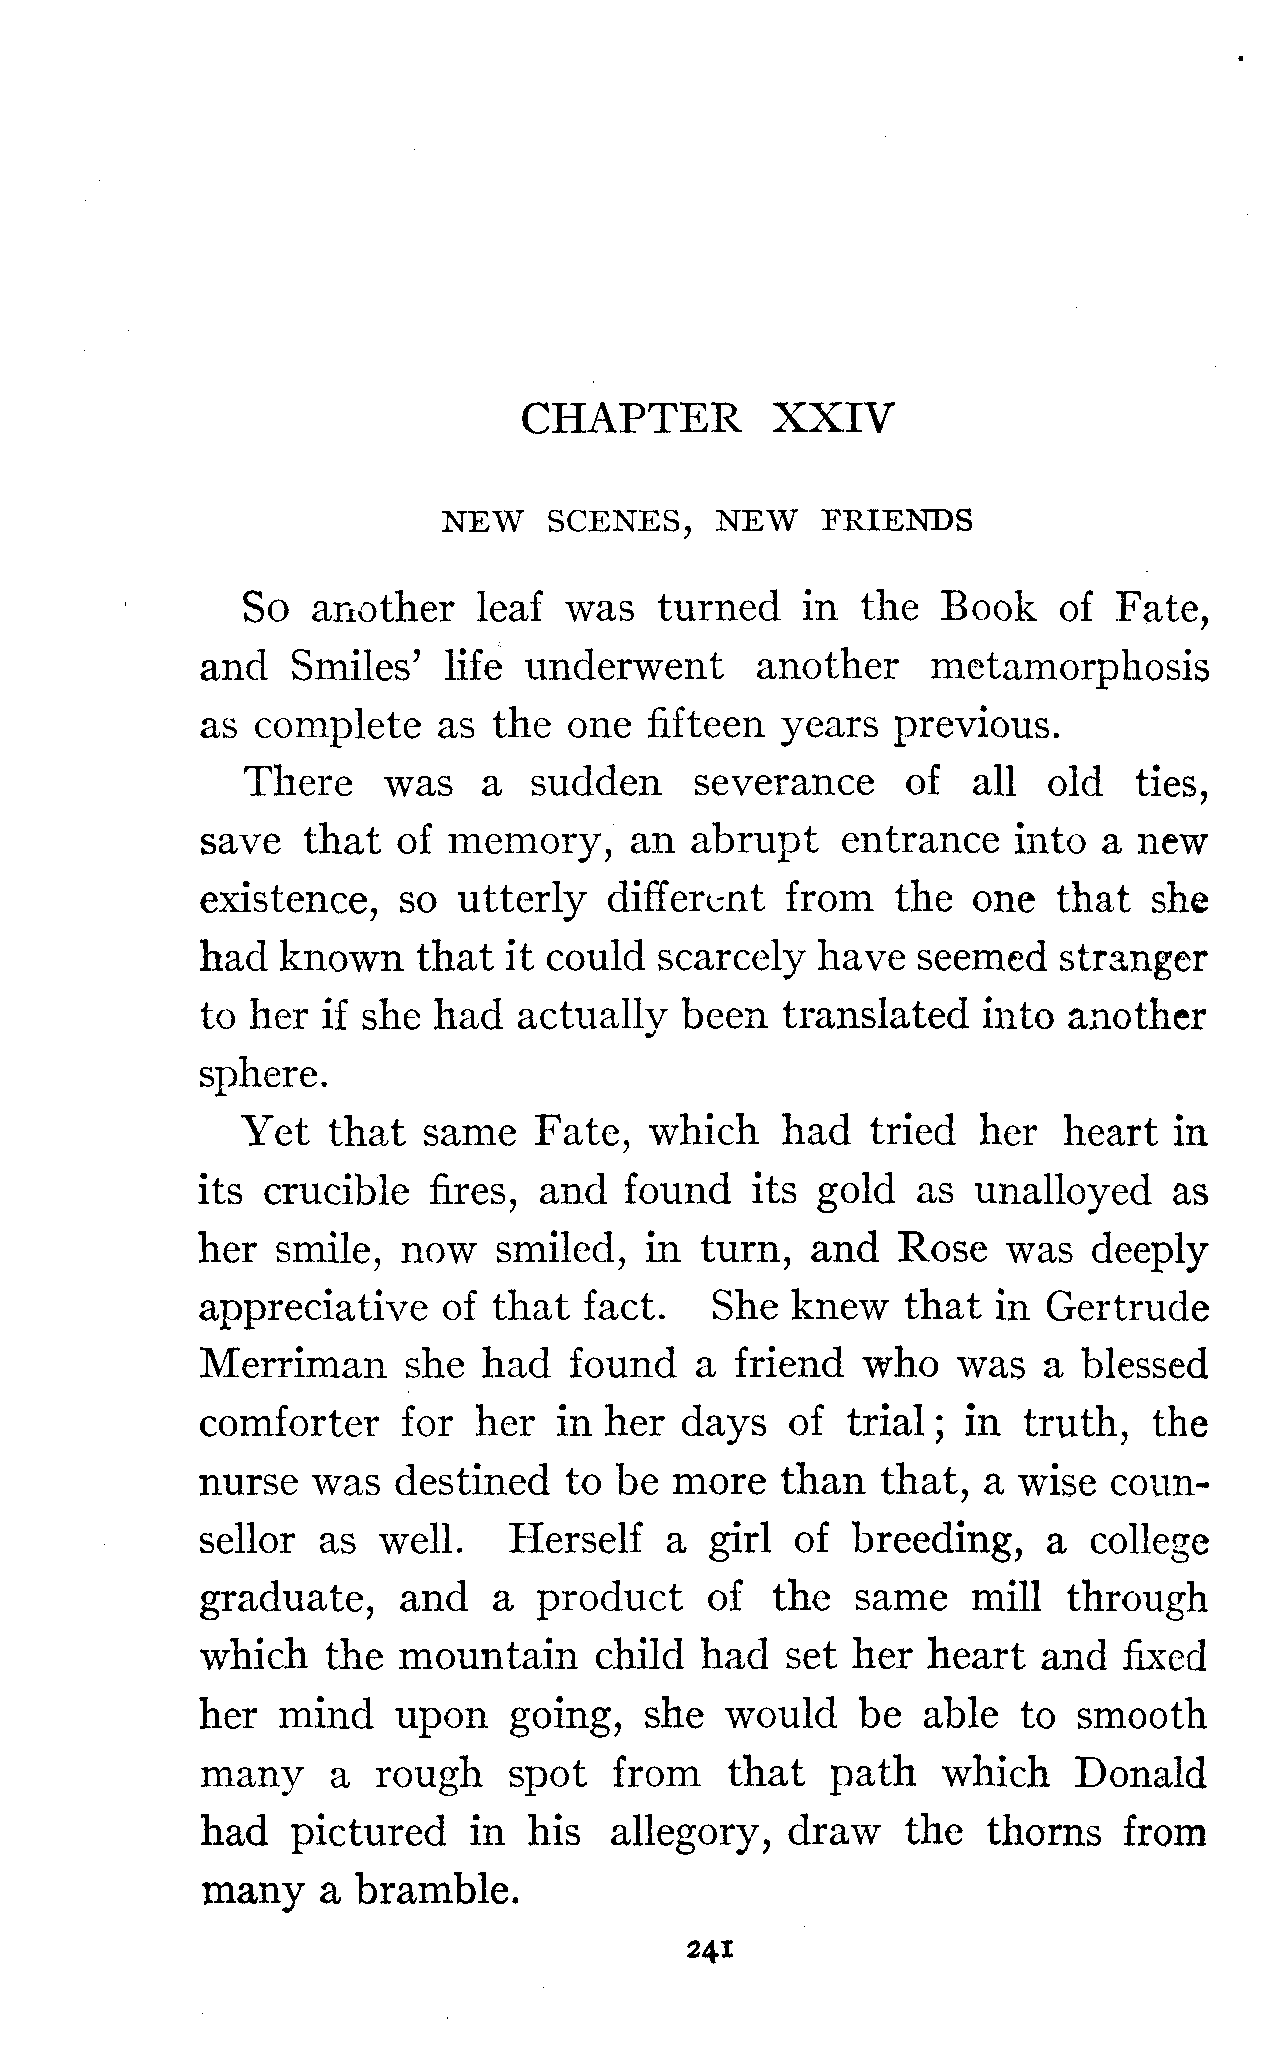 CHAPTER XXIV
NEW SCENES, NEW FRIENDS
So another leaf was turned in the Book of Fate,
and Smiles' life underwent another metamorphosis
as complete as the one fifteen years previous.
There was a sudden severance of all old ties,
save that of memory, an abrupt entrance into a new
existence, so utterly different from the one that she
had known that it could scarcely have seemed stranger
to her if she had actually been translated into another
sphere.
Yet that same Fate, which had tried her heart in
its crucible fires, and found its gold as unalloyed as
her smile, now smiled, in turn, and Rose was deeply
appreciative of that fact. She knew that in Gertrude
Merriman she had found a friend who was a blessed
comforter for her in her days of trial; in truth, the
nurse was destined to be more than that, a wise coun-
sellor as well. Herself a girl of breeding, a college
graduate, and a product of the same mill through
which the mountain child had set her heart and fixed
her mind upon going, she would be able to smooth
many a rough spot from that path which Donald
had pictured in his allegory, draw the thorns from
many a bramble.
241